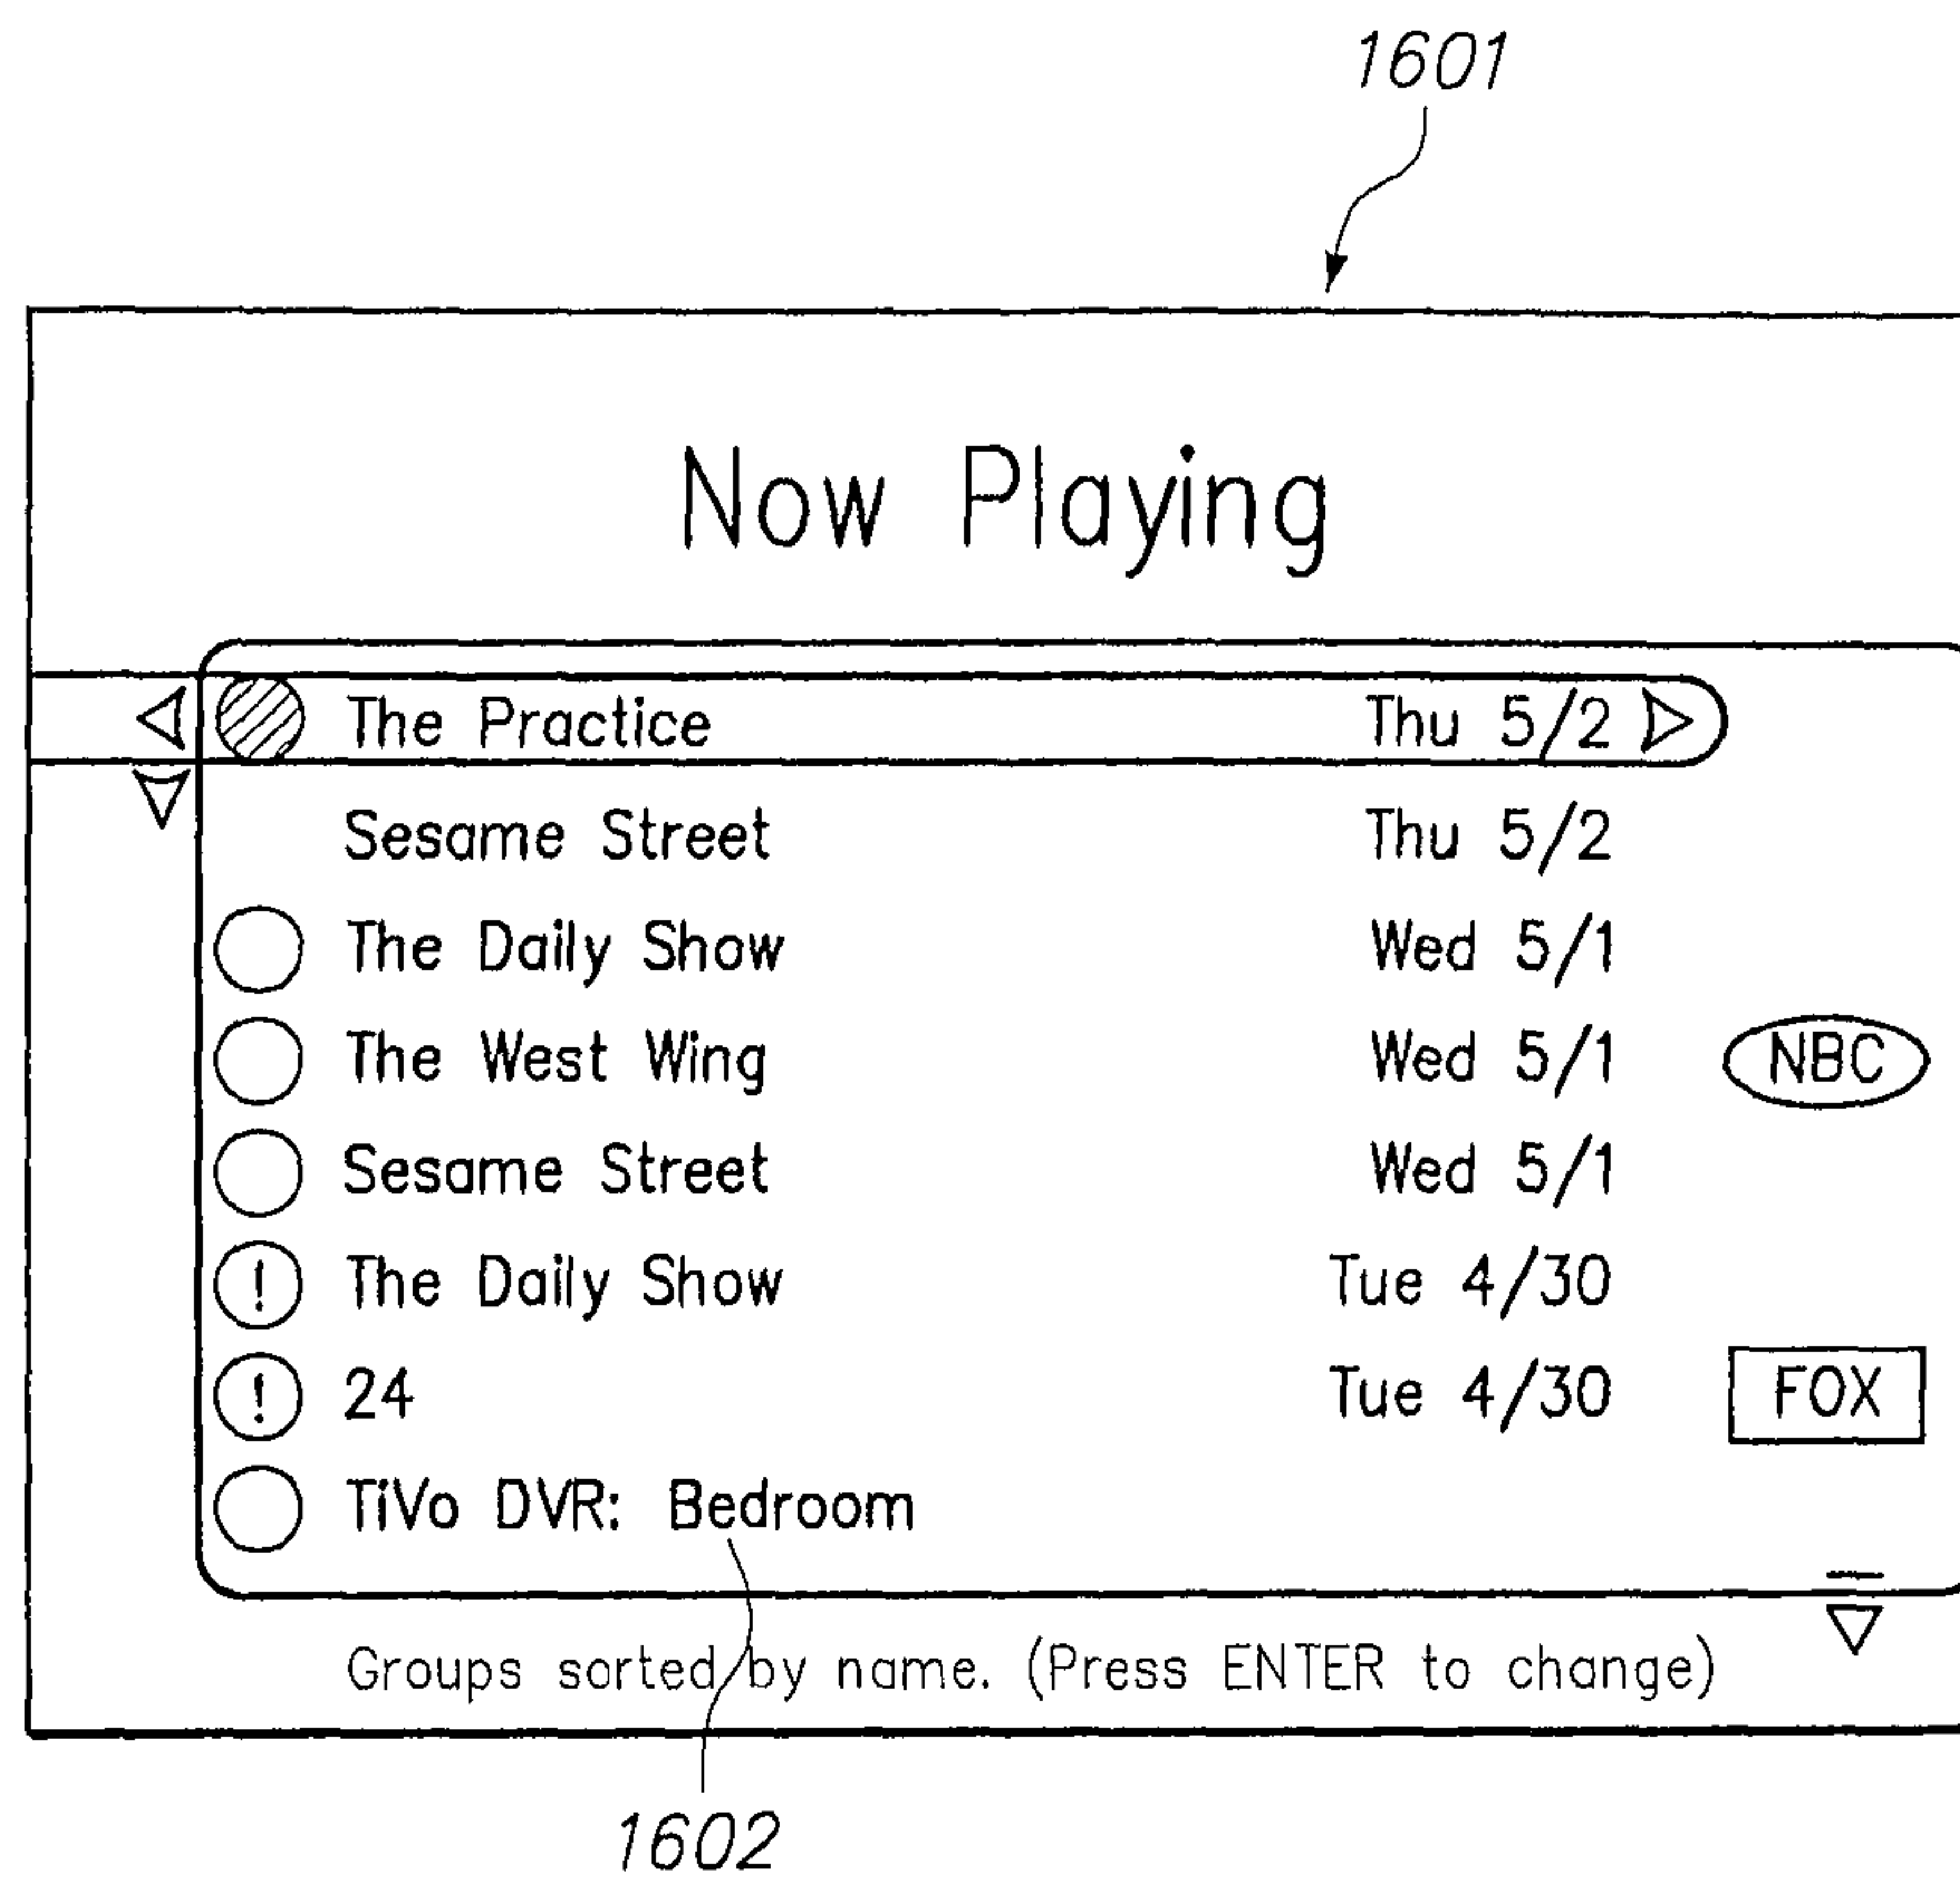 1601
Now Playing
The Practice Thu 5/2
Sesame Street Thu 5/2
The Daily Show Wed 5/1
The West Wing Wed 5/1 NBC
Sesame Street Wed 5/1
! The Daily Show Tue 4/30
! 24 Tue 4/30 FOX
TiVo DVR: Bedroom
Groups sorted by name. (Press ENTER to change)
1602